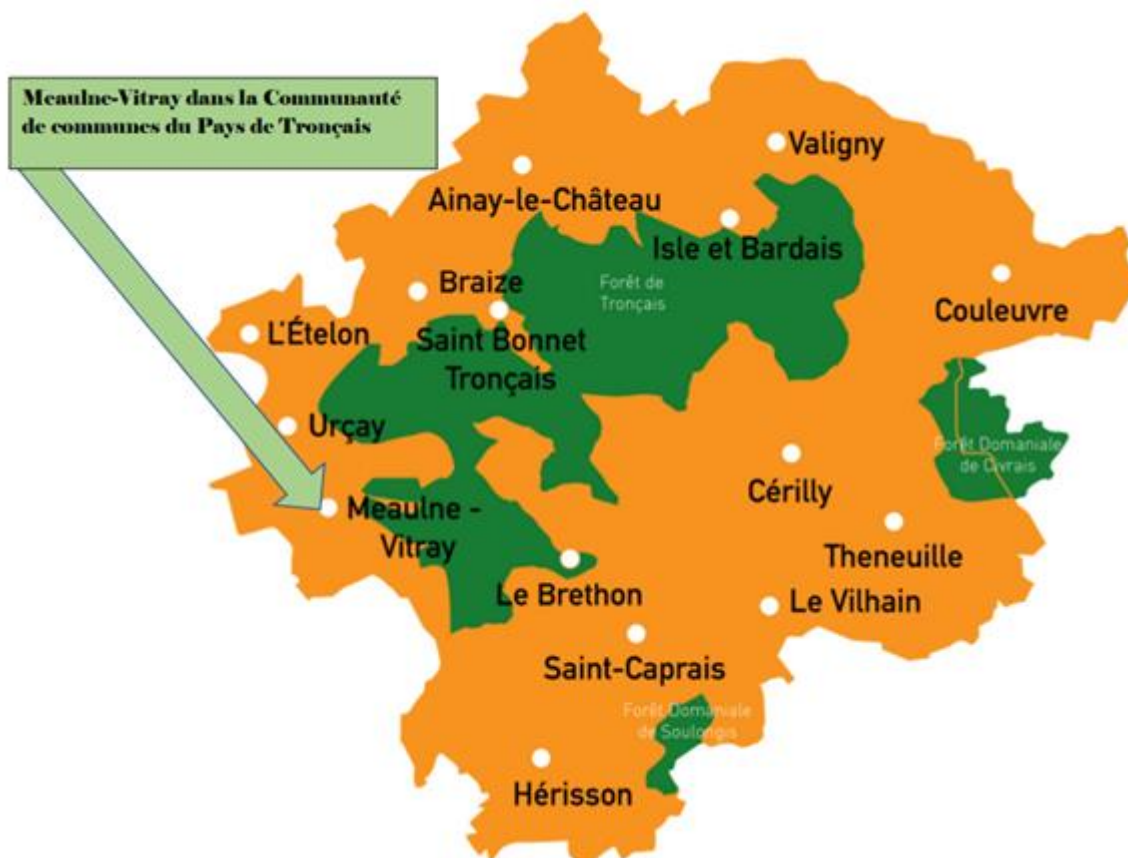 Meaulne-Vitray dans la Communauté
de communes du Pays de Tronçais
Valigny
Ainay-le-Château
Isle et Bardais
Braize
Forêt de
Tronçais
Couleuvre
L'Ételon
Saint Bonnet
Tronçais
Urçay
Forêt Domaniale
de Civrais
Cérilly
Meaulne -
Vitray
Theneuille
Le Brethon
Le Vilhain
Saint-Caprais
Forêt Domaniale
de Soulongis
Hérisson